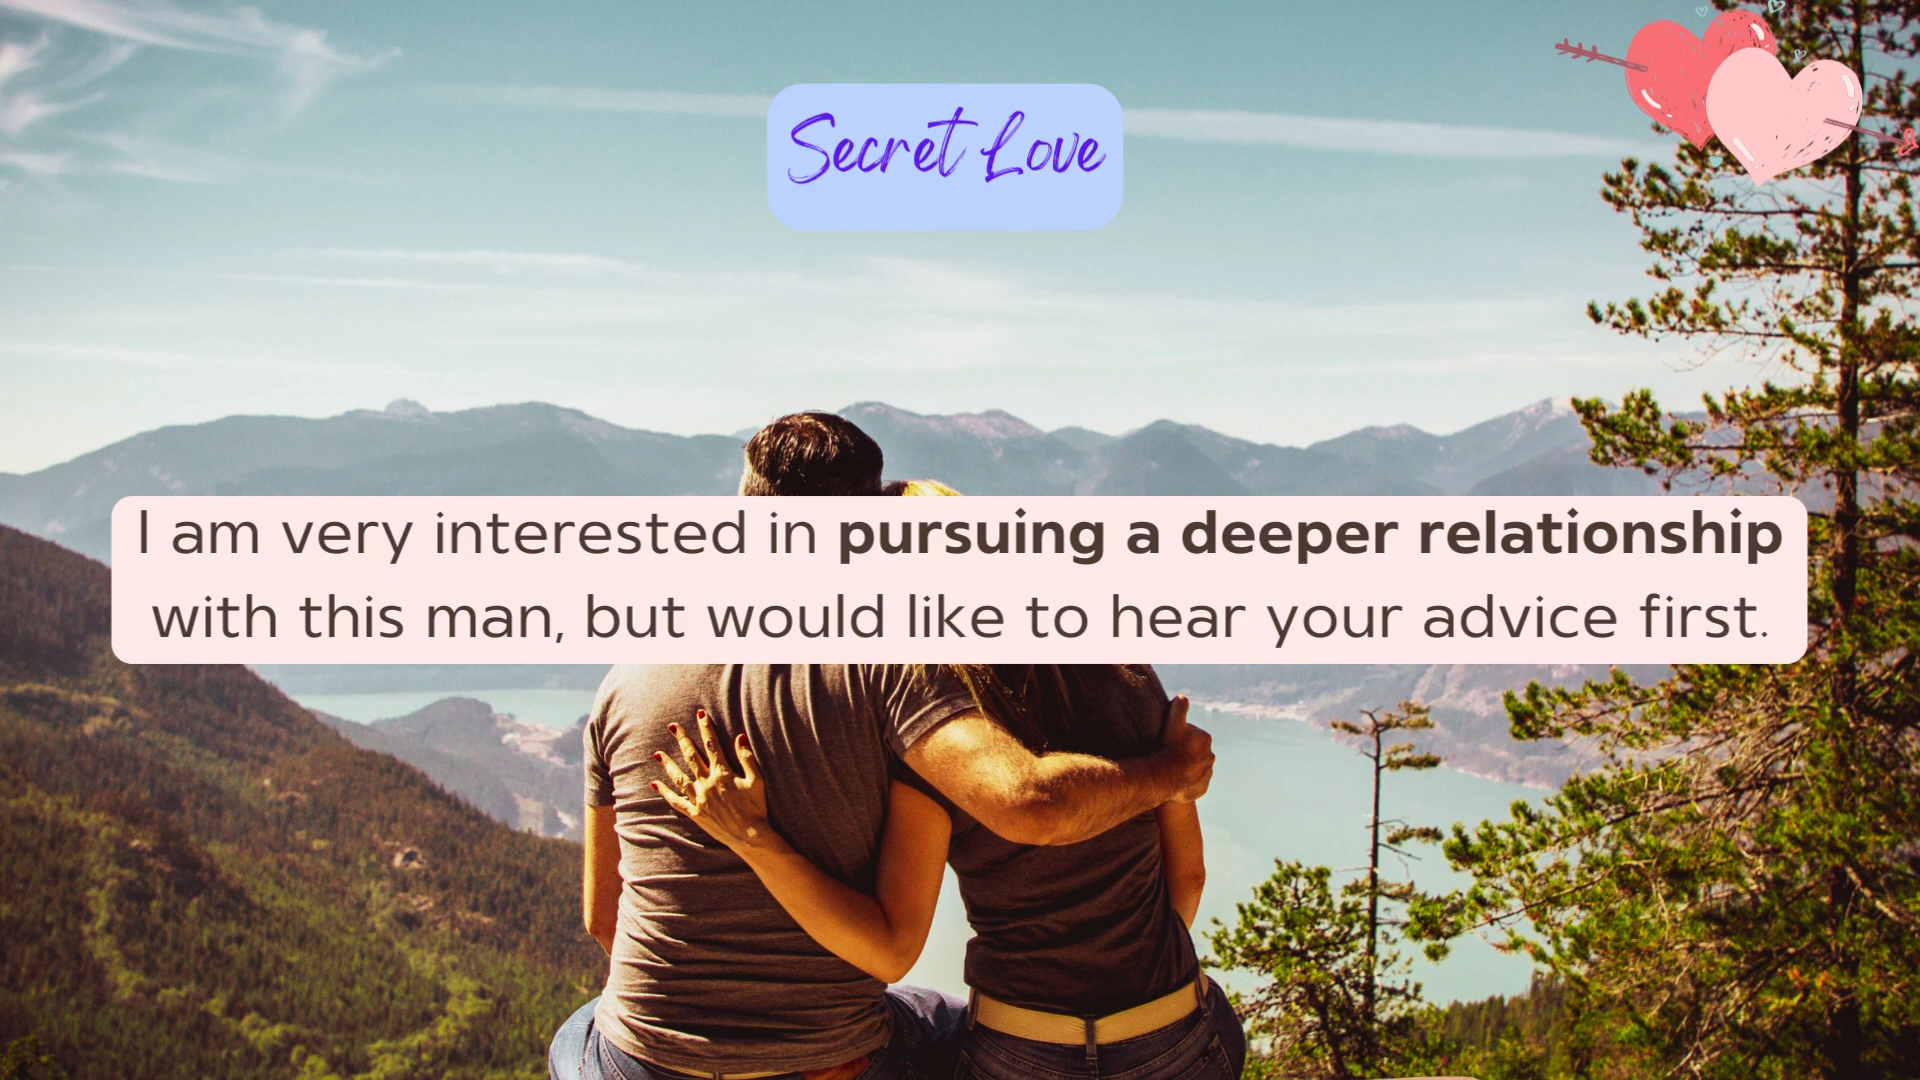 Secret Love
I am very interested in pursuing a deeper relationship
with this man, but would like to hear your advice first.